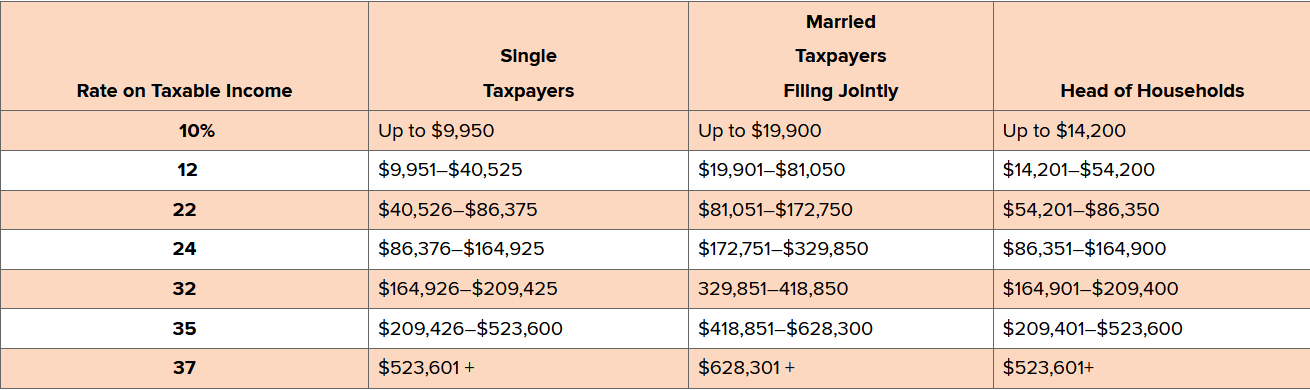 Rate on Taxable Income Single Taxpayers Married Taxpayers Filing Jointly Head of Households
10% Up to $9,950 Up to $19,900 Up to $14,200
12 $9,951–$40,525 $19,901–$81,050 $14,201–$54,200
22 $40,526–$86,375 $81,051–$172,750 $54,201–$86,350
24 $86,376–$164,925 $172,751–$329,850 $86,351–$164,900
32 $164,926–$209,425 329,851–418,850 $164,901–$209,400
35 $209,426–$523,600 $418,851–$628,300 $209,401–$523,600
37 $523,601 + $628,301 + $523,601+